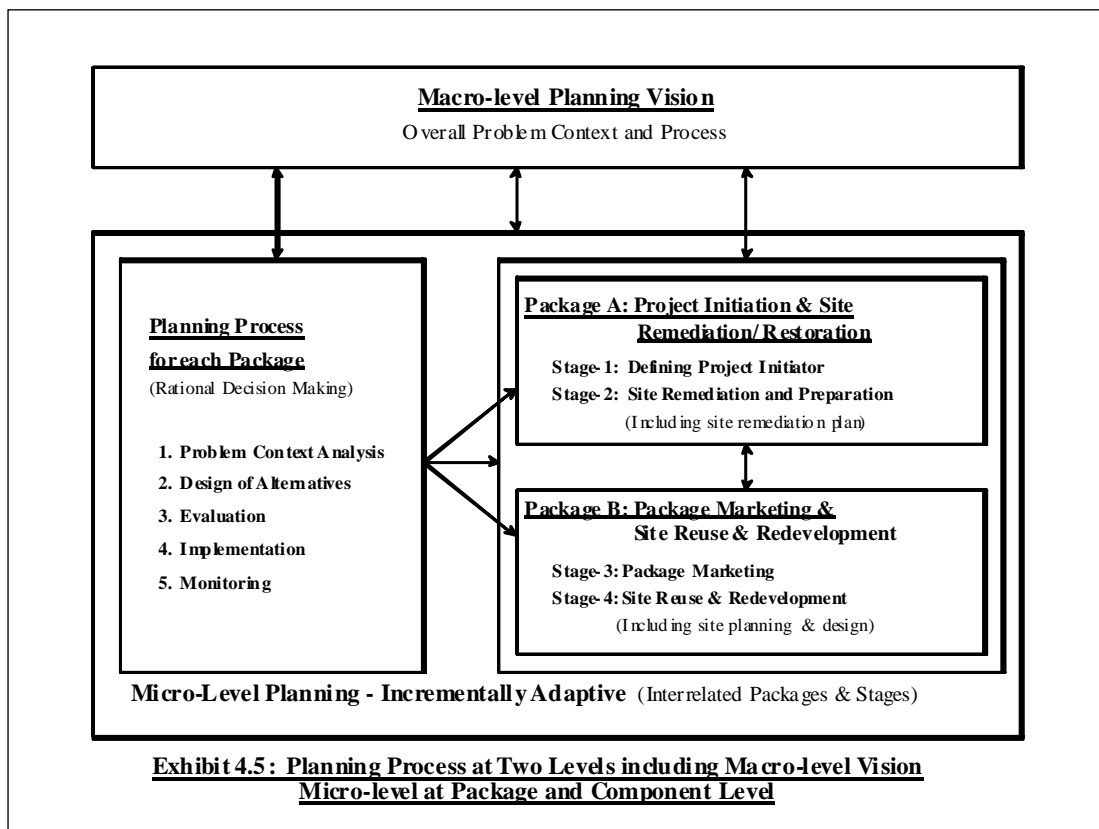 Macro-level Planning Vision
Overall Problem Context and Process
Planning Process
for each Package
(Rational Decision Making)
1. Problem Context Analysis
2. Design of Alternatives
3. Evaluation
4. Implementation
5. Monitoring
Package A: Project Initiation & Site
Remediation/Restoration
Stage-1: Defining Project Initiator
Stage-2: Site Remediation and Preparation
(Including site remediation plan)
Package B: Package Marketing &
Site Reuse & Redevelopment
Stage-3: Package Marketing
Stage-4: Site Reuse & Redevelopment
(Including site planning & design)
Micro-Level Planning - Incrementally Adaptive (Interrelated Packages & Stages)
Exhibit 4.5: Planning Process at Two Levels including Macro-level Vision
Micro-level at Package and Component Level